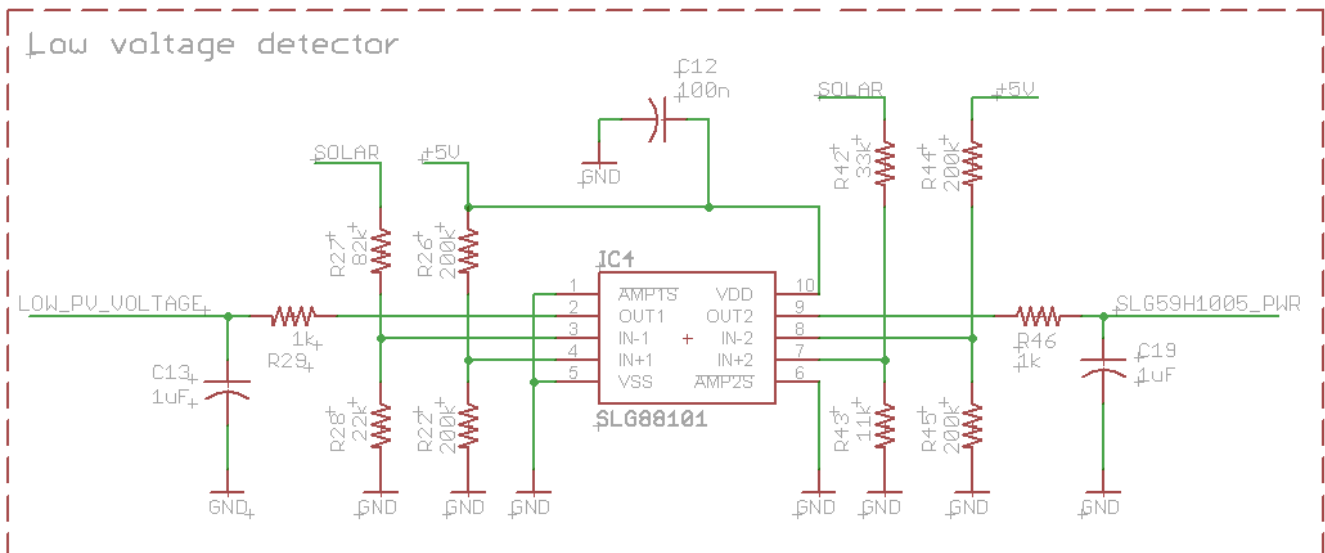 Low voltage detector
C12
100n
GND
SOLAR
+5V
R42
33k
R44
200k
SOLAR
+5V
R27
82k
R26
200k
IC4
LOW_PV_VOLTAGE
1k
R29
1 AMP1S VDD 10
2 OUT1 OUT2 9
3 IN-1 IN-2 8
4 IN+1 IN+2 7
5 VSS AMP2S 6
SLG88101
SLG59H1005_PWR
R46
1k
C13
1uF
C19
1uF
R28
22k
R22
200k
R43
11k
R45
200k
GND
GND
GND
GND
GND
GND
GND
GND